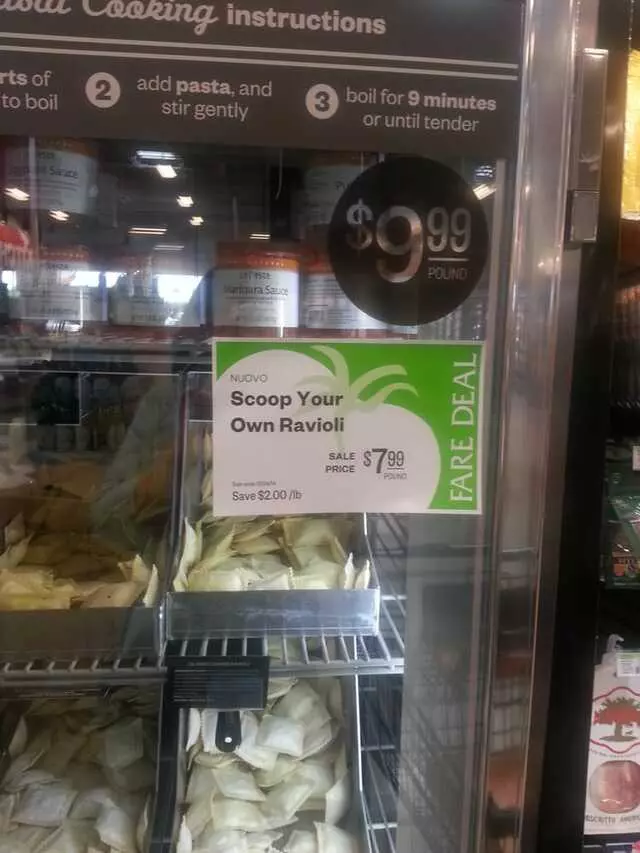 Cooking instructions
rts of
to boil
2
add pasta, and
stir gently
3
boil for 9 minutes
or until tender
Sauce
$9.99
POUND
Marinara Sauce
NUOVO
Scoop Your
Own Ravioli
SALE
PRICE
$7.99
POUND
Save $2.00 /lb
FARE DEAL